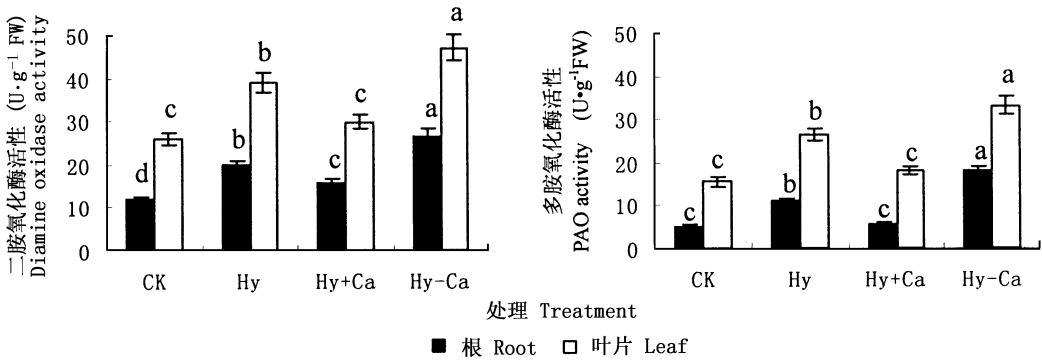 二胺氧化酶活性 (U·g⁻¹ FW)
Diamine oxidase activity
50
40
30
20
10
0
d
c
b
b
c
c
a
a
CK
Hy
Hy+Ca
Hy-Ca
多胺氧化酶活性
PAO activity (U•g⁻¹FW)
50
40
30
20
10
0
c
c
b
b
c
c
a
a
CK
Hy
Hy+Ca
Hy-Ca
处理 Treatment
根 Root 叶片 Leaf